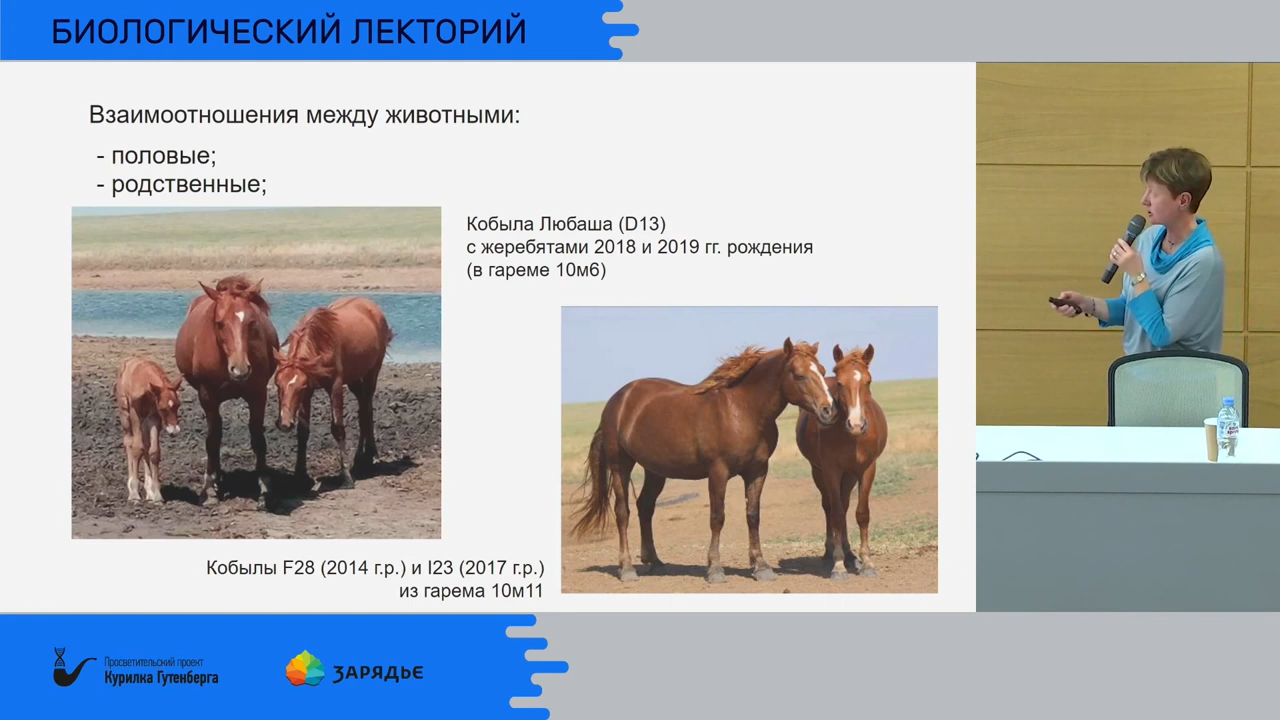 БИОЛОГИЧЕСКИЙ ЛЕКТОРИЙ
Взаимоотношения между животными:
- половые;
- родственные;
Кобыла Любаша (D13)
с жеребятами 2018 и 2019 гг. рождения
(в гареме 10м6)
Кобылы F28 (2014 г.р.) и I23 (2017 г.р.)
из гарема 10м11
Просветительский проект
Курилка Гутенберга
ЗАРЯДЬЕ